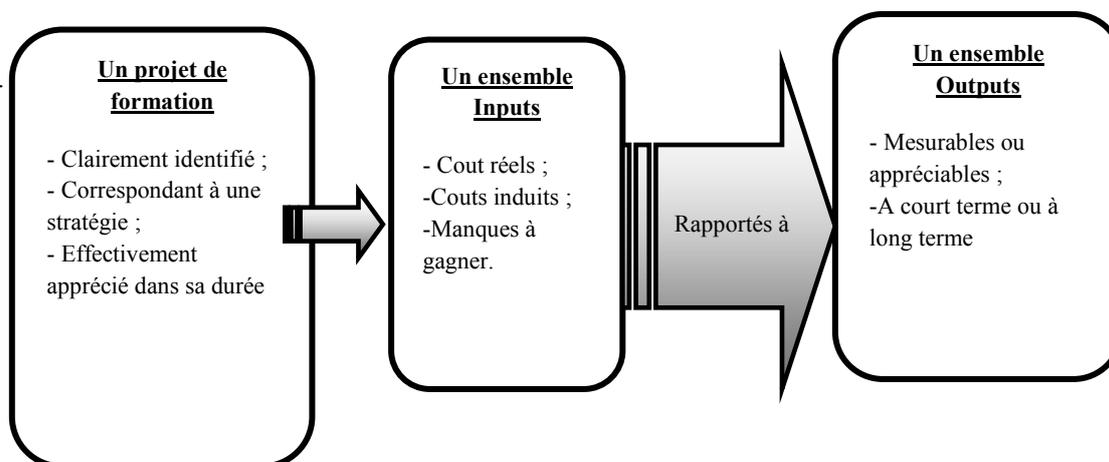 Un projet de
formation
- Clairement identifié ;
- Correspondant à une
stratégie ;
- Effectivement
apprécié dans sa durée
Un ensemble
Inputs
- Cout réels ;
-Couts induits ;
-Manques à
gagner.
Rapportés à
Un ensemble
Outputs
- Mesurables ou
appréciables ;
-A court terme ou à
long terme